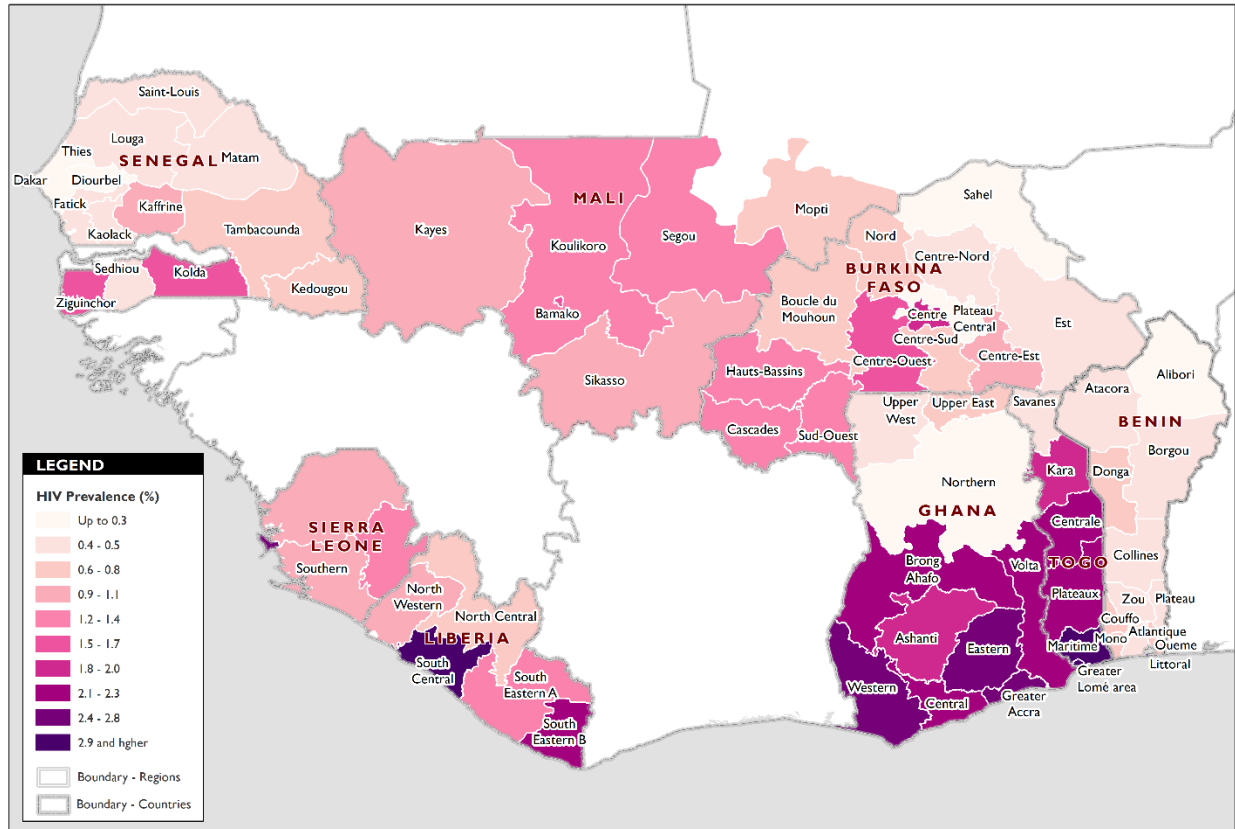 Saint-Louis
Louga
Thies
SENEGAL
Matam
Dakar
Diourbel
Fatick
Kaffrine
Kaolack
Tambacounda
Sedhiou
Kolda
Ziguinchor
Kedougou
MALI
Kayes
Koulikoro
Segou
Bamako
Sikasso
Mopti
Sahel
Nord
Centre-Nord
BURKINA
FASO
Boucle du
Mouhoun
Centre
Plateau
Central
Est
Centre-Sud
Centre-Ouest
Centre-Est
Hauts-Bassins
Cascades
Sud-Ouest
Upper
West
Upper East
Savanes
Atacora
Alibori
BENIN
Borgou
Kara
Donga
Northern
GHANA
Centrale
Collines
Brong
Ahafo
Volta
TOGO
Plateaux
Zou
Plateau
Couffo
Ashanti
Eastern
Maritime
Mono
Atlantique
Oueme
Littoral
Greater
Lomé area
Western
Central
Greater
Accra
SIERRA
LEONE
Southern
North
Western
North Central
LIBERIA
South
Central
South
Eastern A
South
Eastern B
LEGEND
HIV Prevalence (%)
Up to 0.3
0.4 - 0.5
0.6 - 0.8
0.9 - 1.1
1.2 - 1.4
1.5 - 1.7
1.8 - 2.0
2.1 - 2.3
2.4 - 2.8
2.9 and hgher
Boundary - Regions
Boundary - Countries